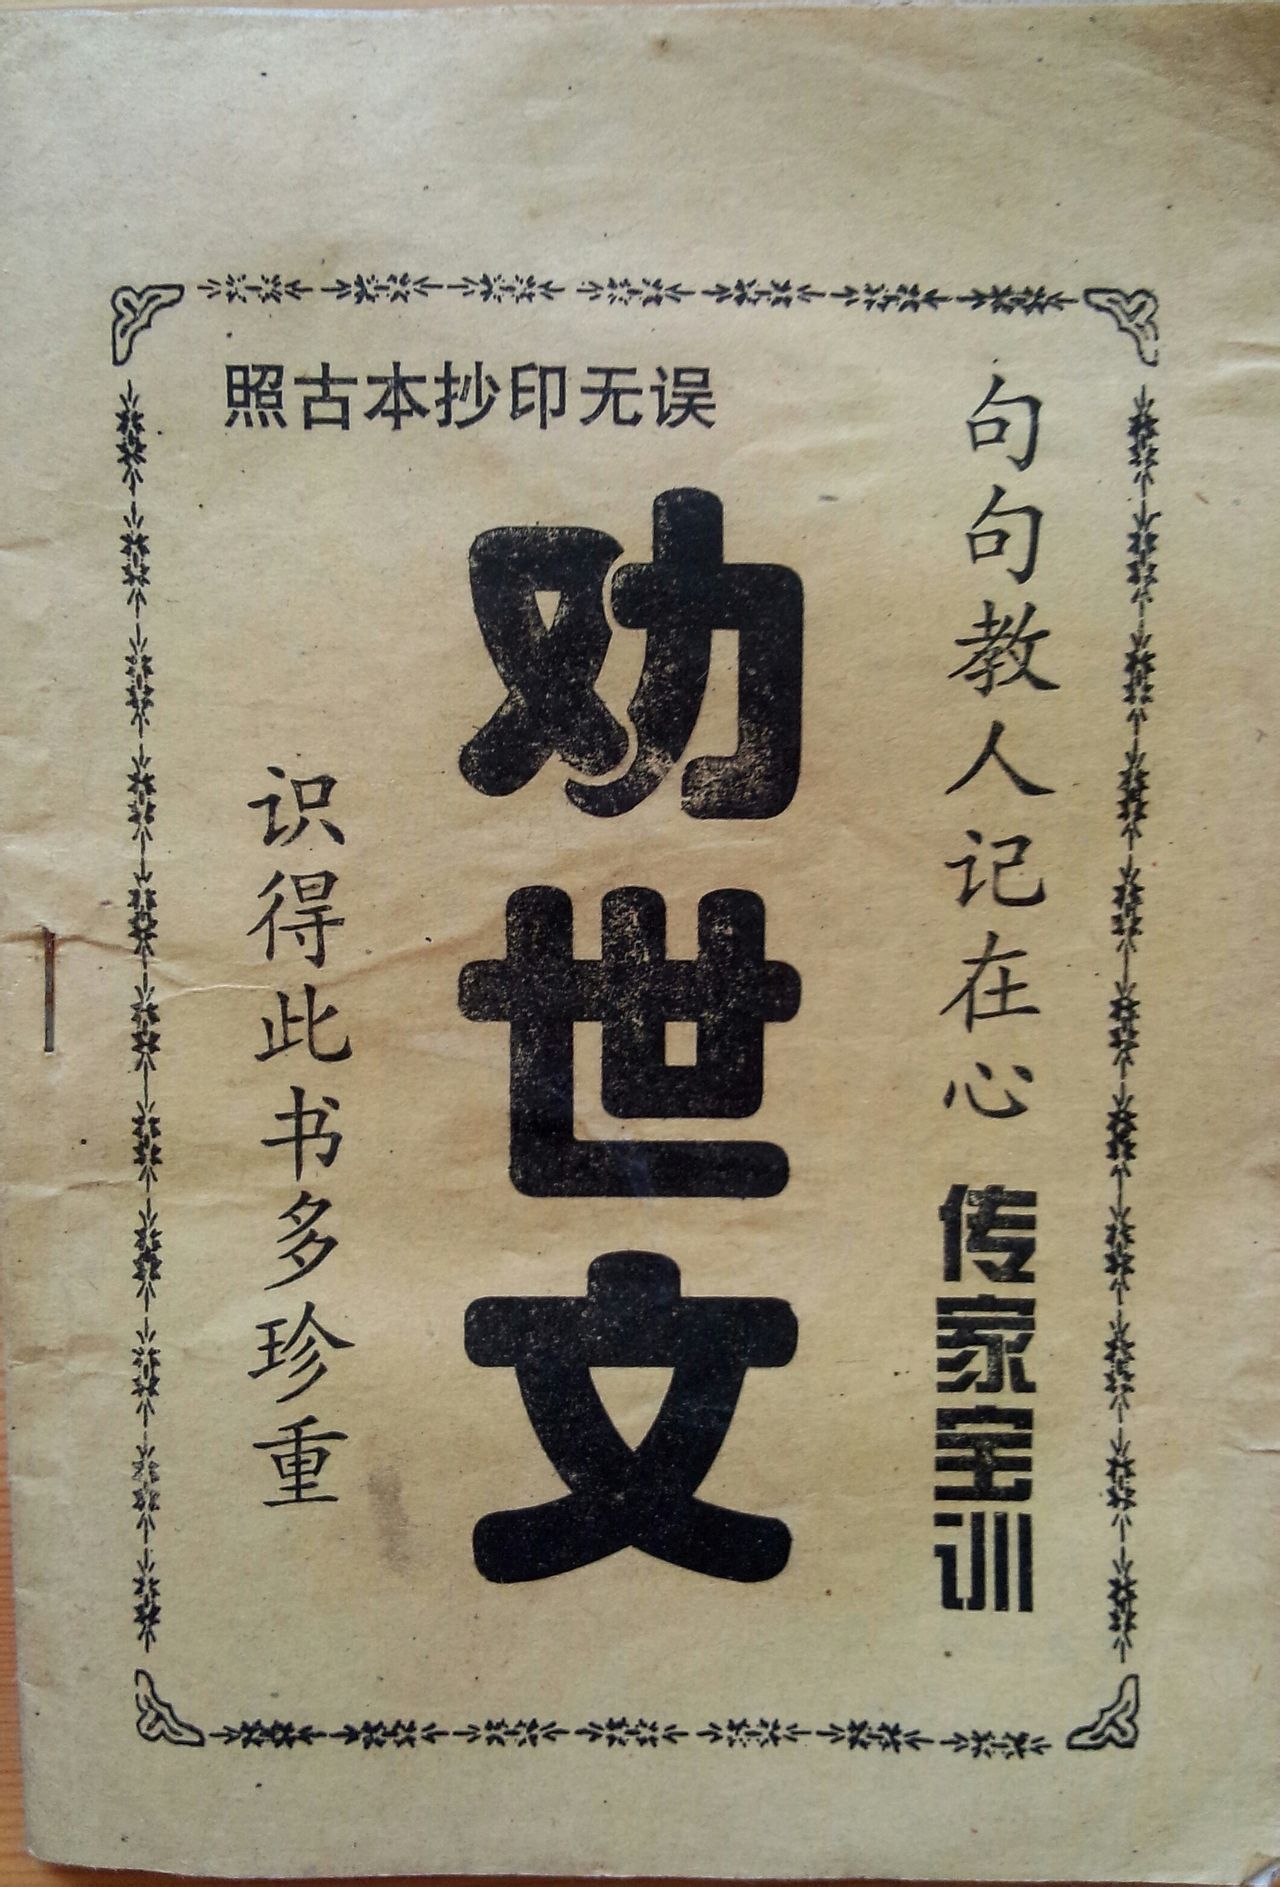 照古本抄印无误
句句教人记在心 传家宝训
劝世文
识得此书多珍重